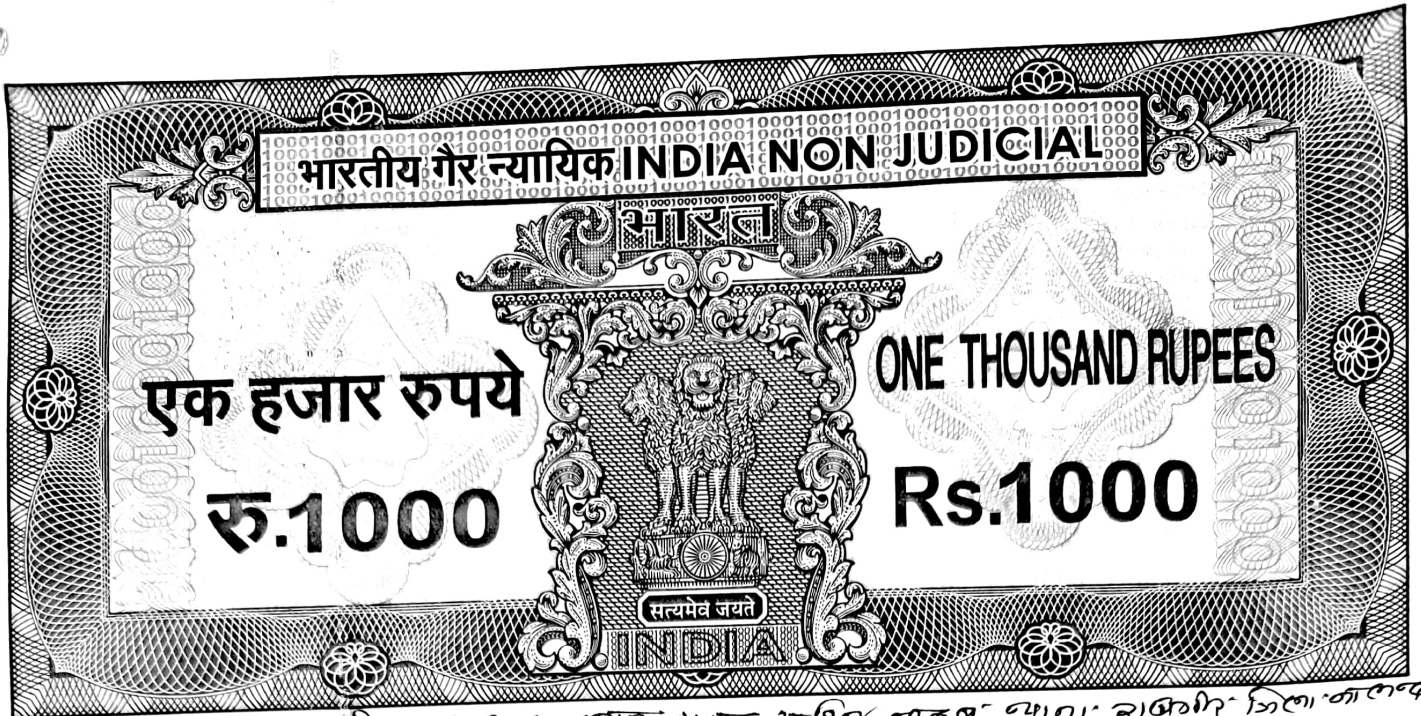 भारतीय गैर न्यायिक INDIA NON JUDICIAL
भारत
एक हजार रुपये
ONE THOUSAND RUPEES
रु.1000
Rs.1000
सत्यमेव जयते
INDIA